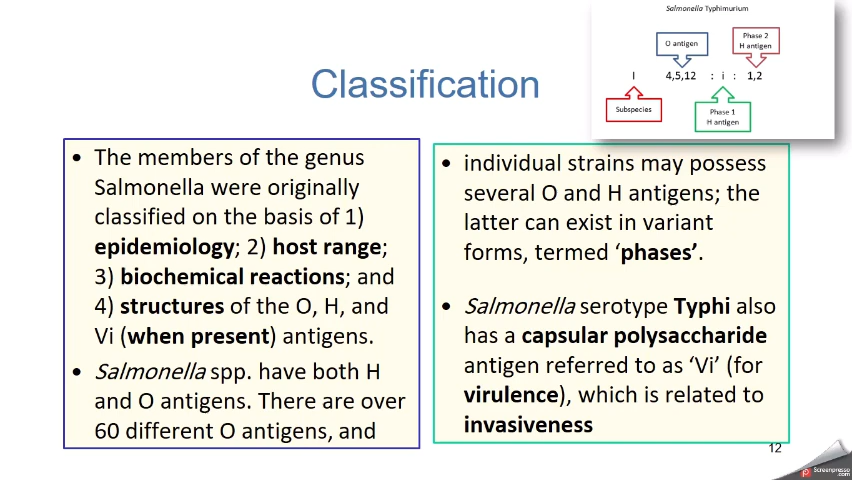 Salmonella Typhimurium
O antigen
Phase 2
H antigen
I 4,5,12 : i : 1,2
Subspecies
Phase 1
H antigen
Classification
• The members of the genus
Salmonella were originally
classified on the basis of 1)
epidemiology; 2) host range;
3) biochemical reactions; and
4) structures of the O, H, and
Vi (when present) antigens.
• Salmonella spp. have both H
and O antigens. There are over
60 different O antigens, and
• individual strains may possess
several O and H antigens; the
latter can exist in variant
forms, termed ‘phases’.
• Salmonella serotype Typhi also
has a capsular polysaccharide
antigen referred to as ‘Vi’ (for
virulence), which is related to
invasiveness
12
Screenpresso
.com